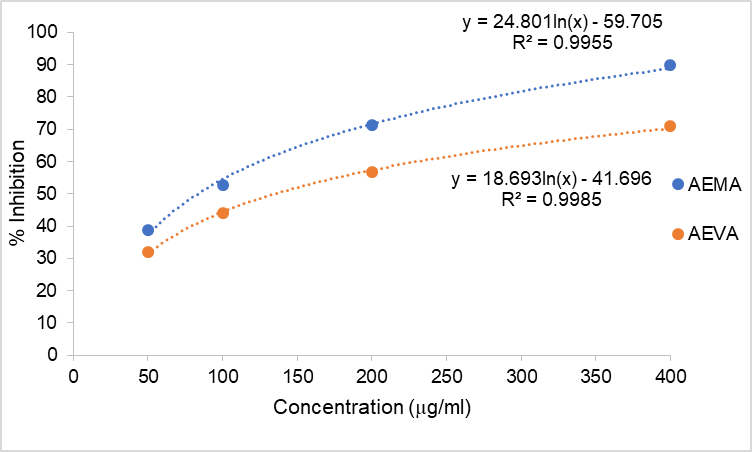 y = 24.801ln(x) - 59.705
R² = 0.9955
100
90
80
70
60
50
40
30
20
10
0
% Inhibition
y = 18.693ln(x) - 41.696
R² = 0.9985
AEMA
AEVA
0 50 100 150 200 250 300 350 400
Concentration (μg/ml)